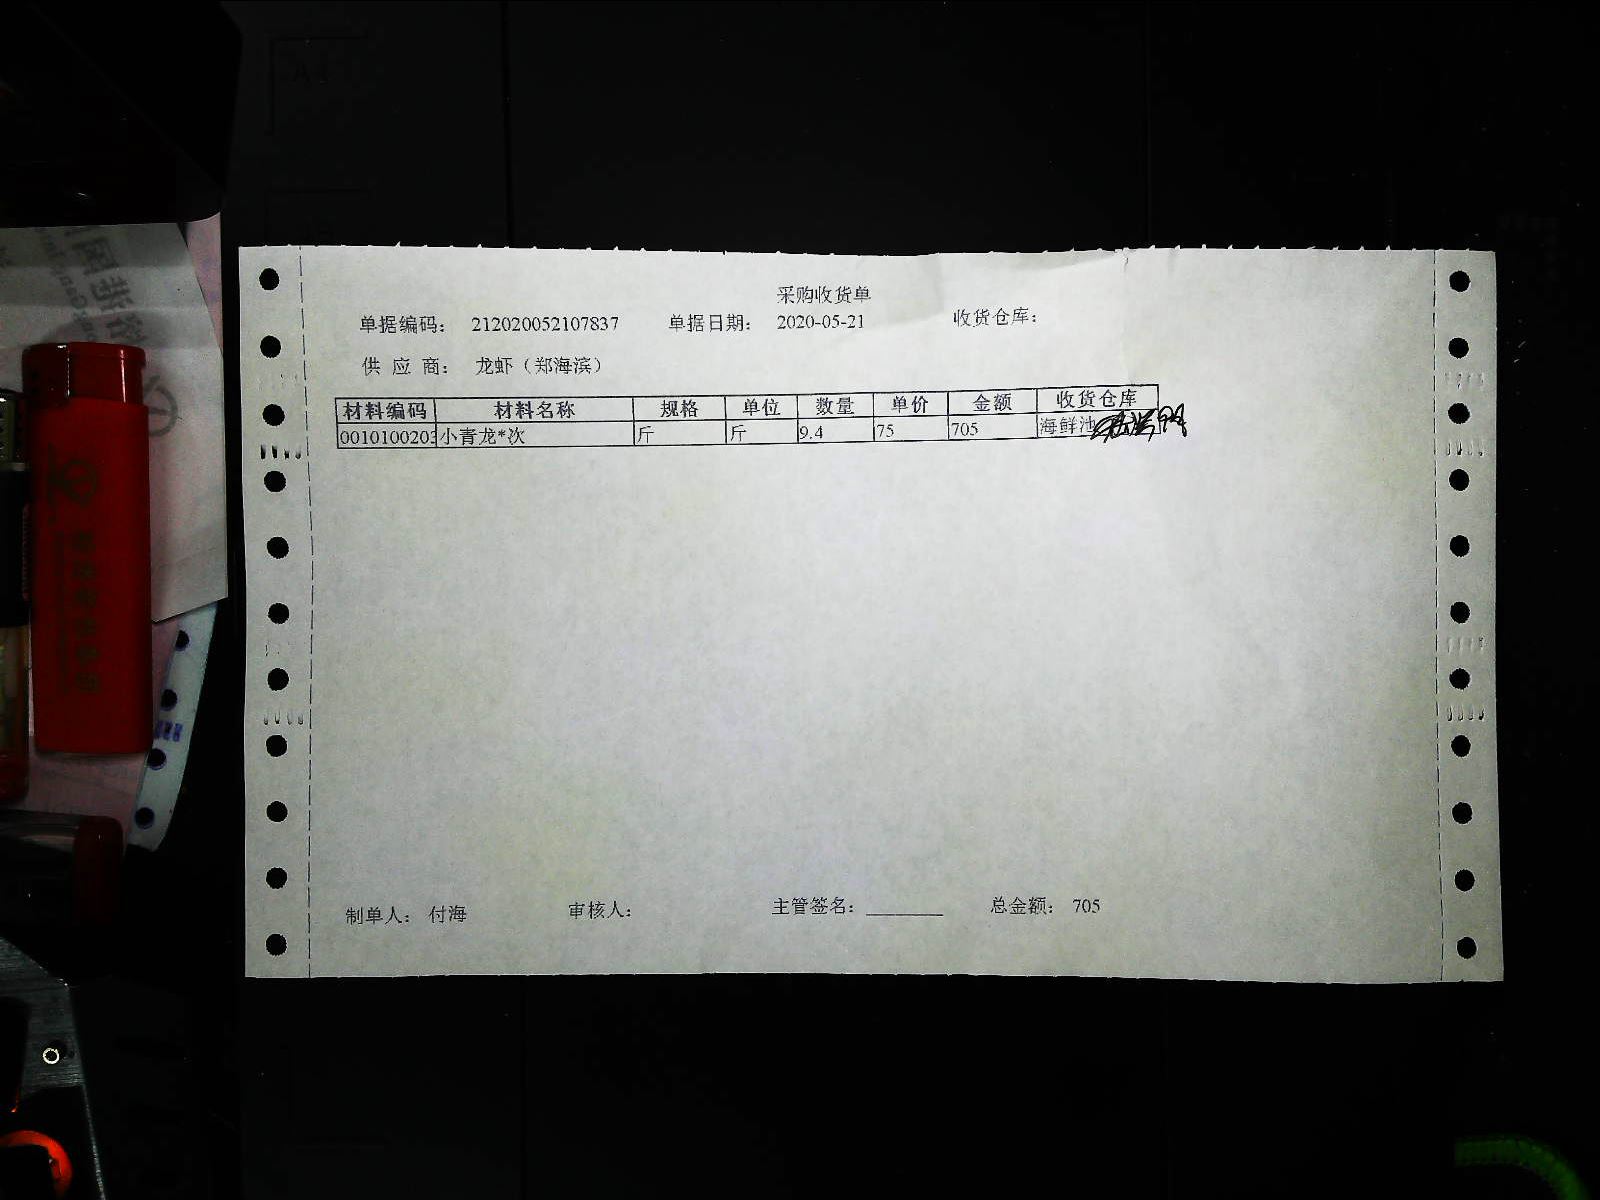 采购收货单
单据编码： 212020052107837 单据日期： 2020-05-21 收货仓库：
供 应 商： 龙虾（郑海滨）
材料编码 材料名称 规格 单位 数量 单价 金额 收货仓库
0010100203 小青龙*次 斤 斤 9.4 75 705 海鲜池
制单人： 付海 审核人： 主管签名： ________ 总金额： 705